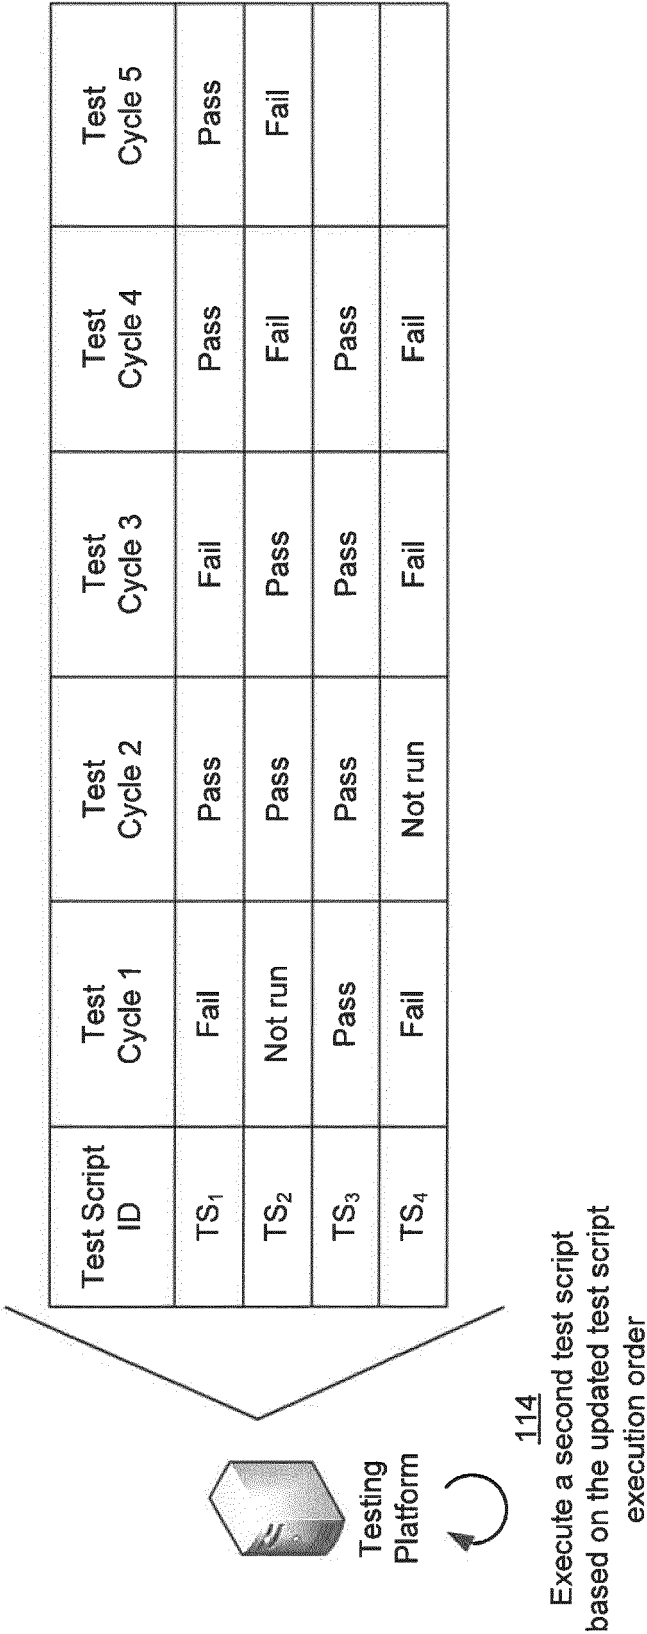 Test Script
ID
Test
Cycle 1
Test
Cycle 2
Test
Cycle 3
Test
Cycle 4
Test
Cycle 5
TS1
Fail
Pass
Fail
Pass
Pass
TS2
Not run
Pass
Pass
Fail
Fail
TS3
Pass
Pass
Pass
Pass
TS4
Fail
Not run
Fail
Fail
Testing
Platform
114
Execute a second test script
based on the updated test script
execution order